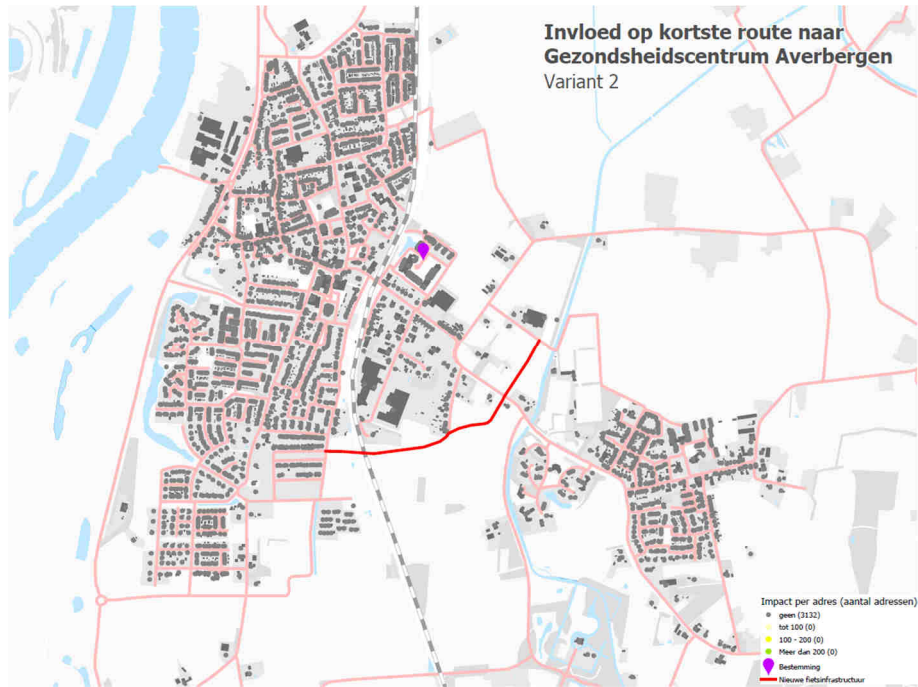 Invloed op kortste route naar
Gezondsheidscentrum Averbergen
Variant 2
Impact per adres (aantal adressen)
geen (3132)
tot 100 (0)
100 - 200 (0)
Meer dan 200 (0)
Bestemming
Nieuwe fietsinfrastructuur